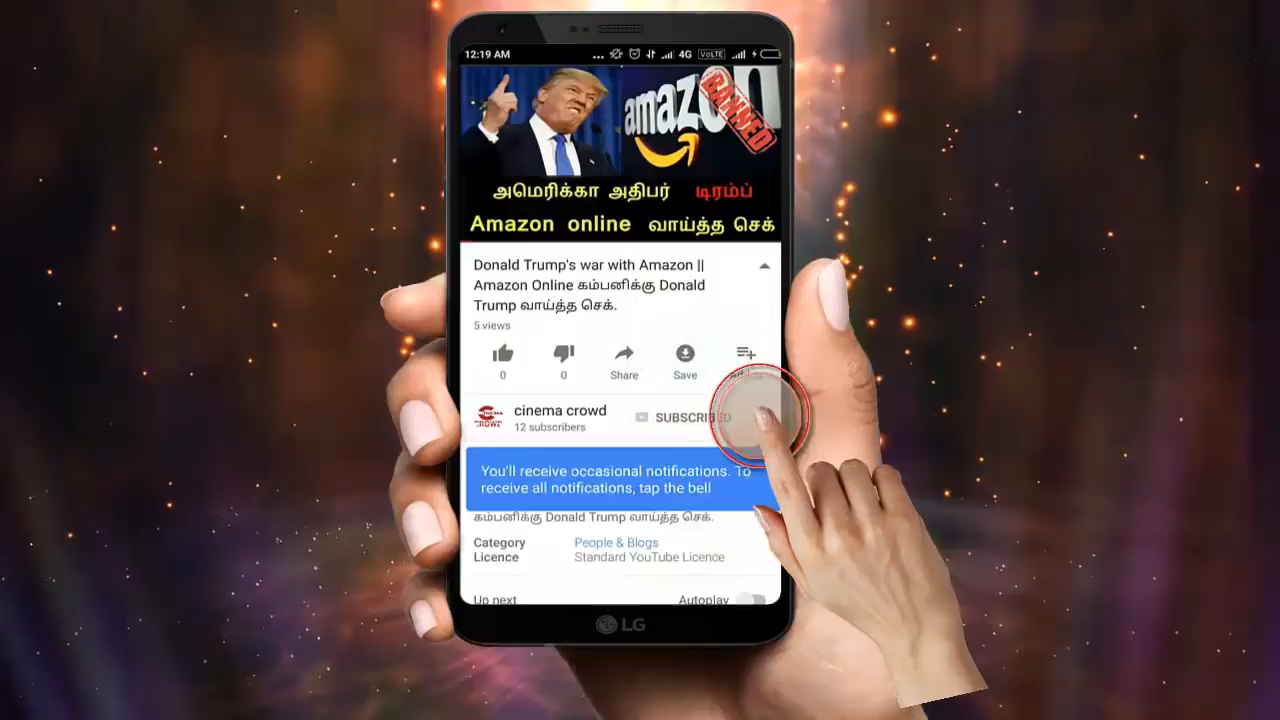 12:19 AM
4G VoLTE
amazon
BANNED
அமெரிக்கா அதிபர் டிரம்ப்
Amazon online வாய்த்த செக்
Donald Trump's war with Amazon ||
Amazon Online கம்பனிக்கு Donald
Trump வாய்த்த செக்.
5 views
0 0 Share Save
cinema crowd
SUBSCRIBED
12 subscribers
You'll receive occasional notifications. To
receive all notifications, tap the bell
கம்பனிக்கு Donald Trump வாய்த்த செக்.
Category People & Blogs
Licence Standard YouTube Licence
Up next Autoplay
LG